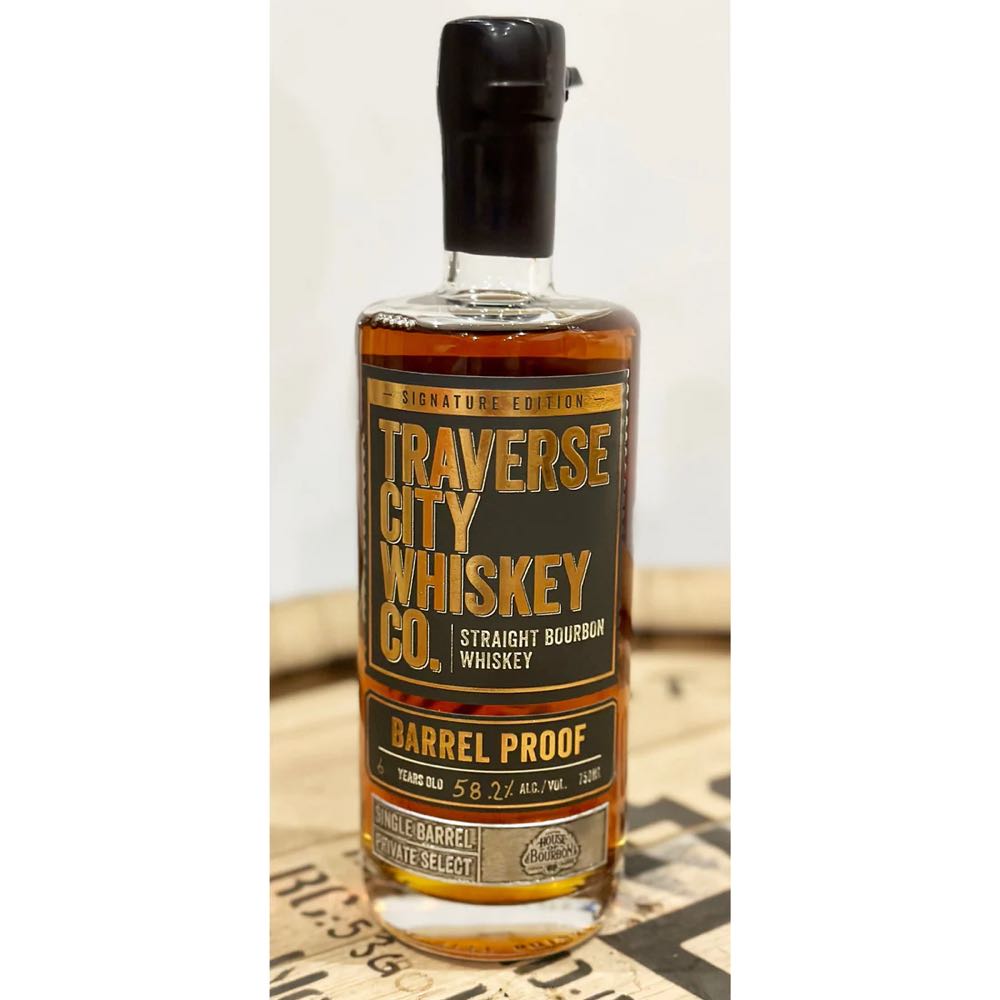 — SIGNATURE EDITION —
TRAVERSE
CITY
WHISKEY
CO.
STRAIGHT BOURBON
WHISKEY
BARREL PROOF
6 YEARS OLD 58.2% ALC./VOL. 750ML
SINGLE BARREL
PRIVATE SELECT
HOUSE
OF
BOURBON